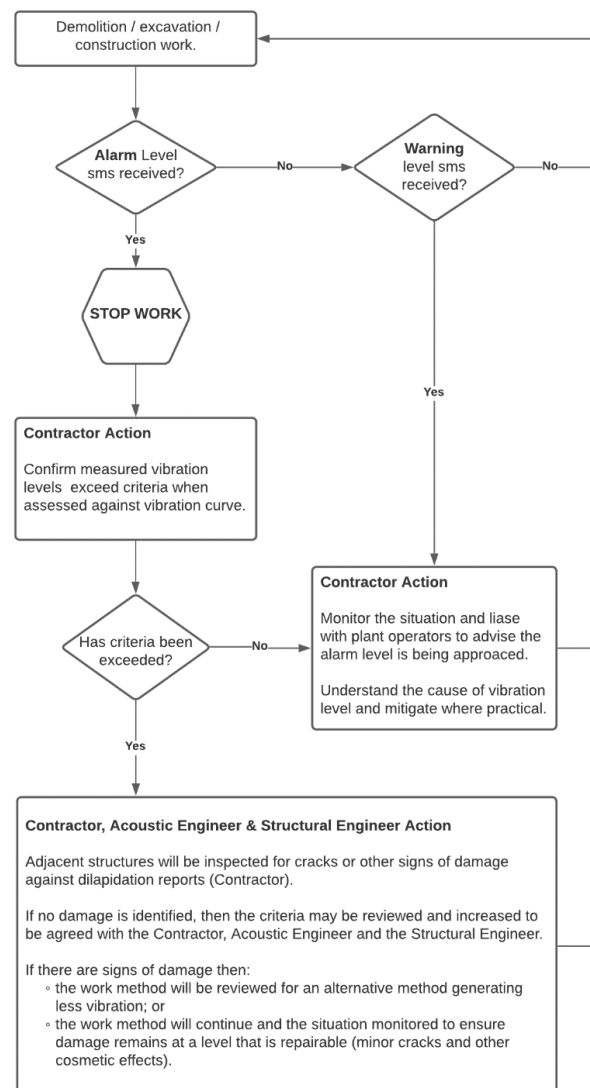 Demolition / excavation /
construction work.
Alarm Level
sms received?
No
Warning
level sms
received?
No
Yes
STOP WORK
Yes
Contractor Action
Confirm measured vibration
levels exceed criteria when
assessed against vibration curve.
Contractor Action
Monitor the situation and liase
with plant operators to advise the
alarm level is being approaced.
Understand the cause of vibration
level and mitigate where practical.
Has criteria been
exceeded?
No
Yes
Contractor, Acoustic Engineer & Structural Engineer Action
Adjacent structures will be inspected for cracks or other signs of damage
against dilapidation reports (Contractor).
If no damage is identified, then the criteria may be reviewed and increased to
be agreed with the Contractor, Acoustic Engineer and the Structural Engineer.
If there are signs of damage then:
◦ the work method will be reviewed for an alternative method generating
less vibration; or
◦ the work method will continue and the situation monitored to ensure
damage remains at a level that is repairable (minor cracks and other
cosmetic effects).